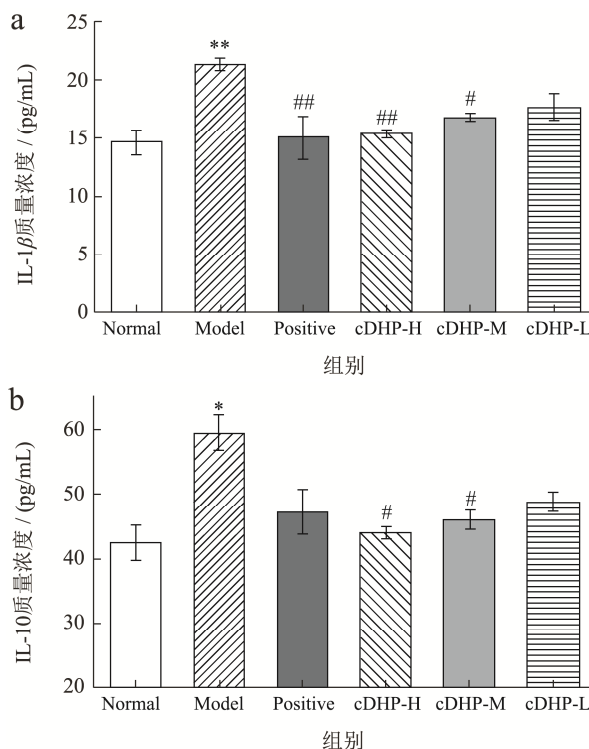 a
IL-1β质量浓度 / (pg/mL)
25
20
15
10
5
0
**
##
##
#
Normal Model Positive cDHP-H cDHP-M cDHP-L
组别
b
IL-10质量浓度 / (pg/mL)
60
50
40
30
20
*
#
#
Normal Model Positive cDHP-H cDHP-M cDHP-L
组别